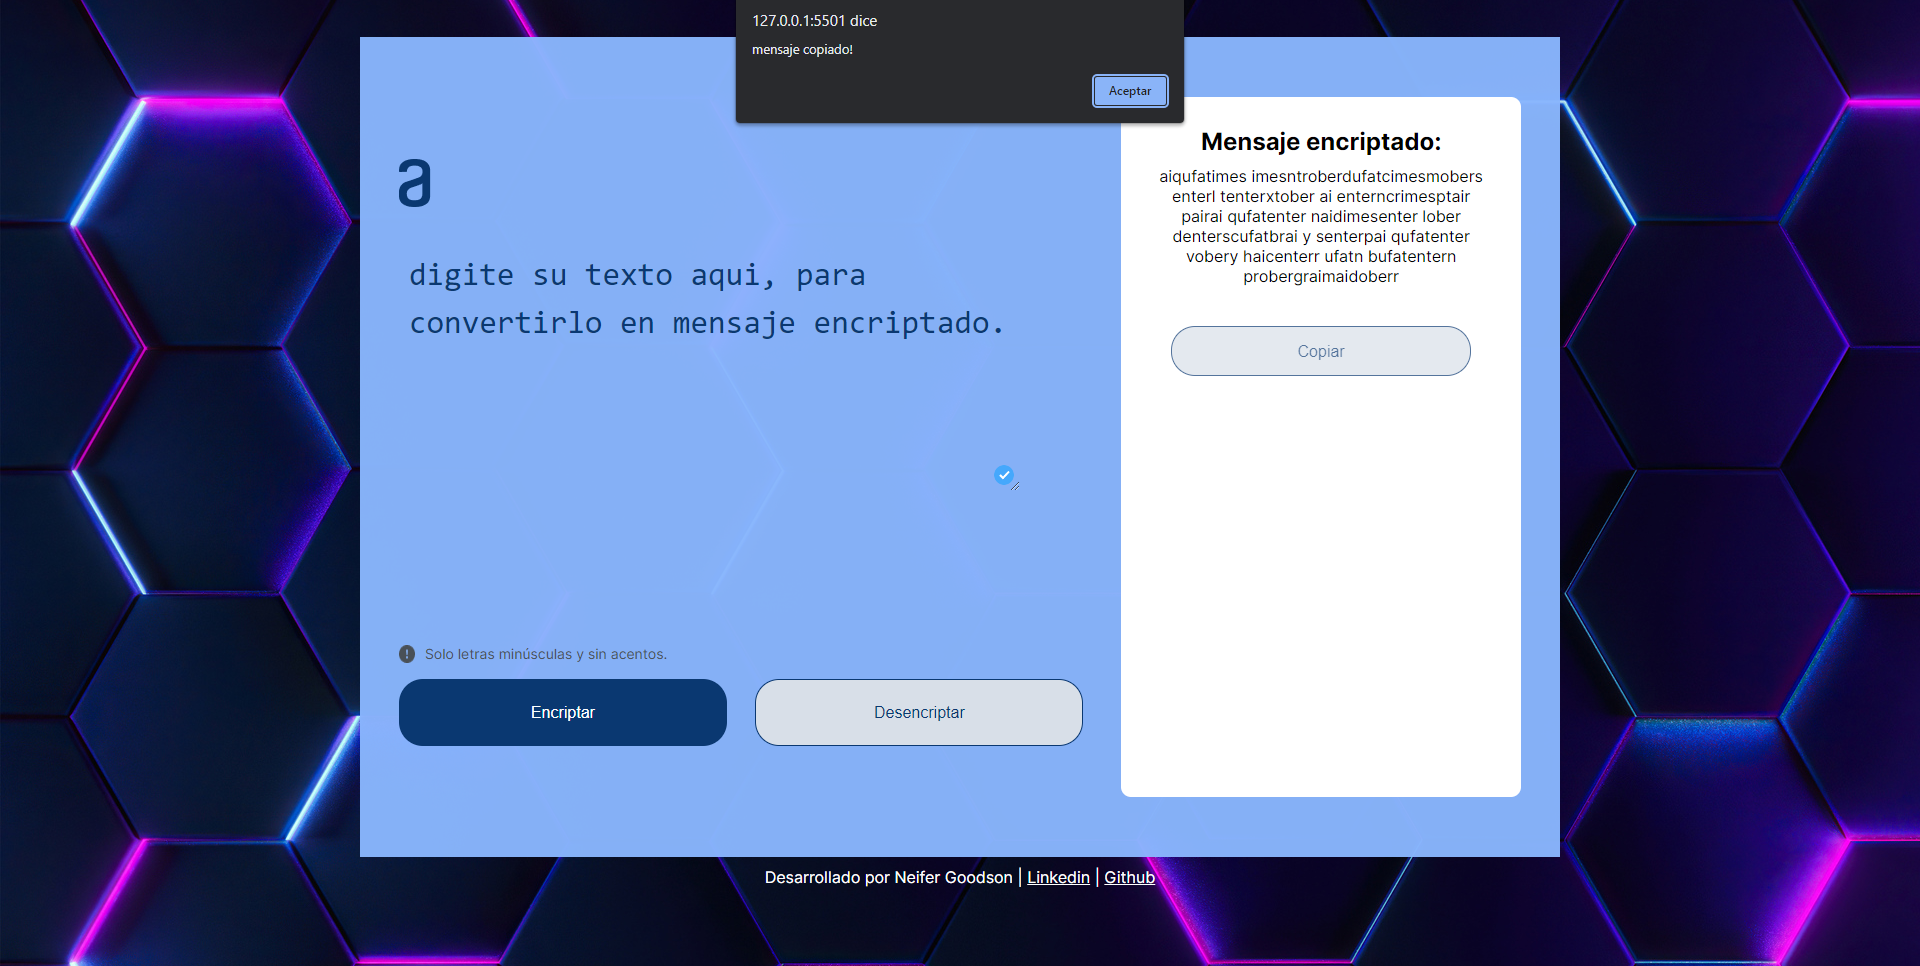 127.0.0.1:5501 dice
mensaje copiado!
Aceptar
a
digite su texto aqui, para
convertirlo en mensaje encriptado.
Solo letras minúsculas y sin acentos.
Encriptar
Desencriptar
Mensaje encriptado:
aiqufatimes imesntroberdufatcimesmobers
enterl tenterxtober ai enterncrimesptair
pairai qufatenter naidimesenter lober
denterscufatbrai y senterpai qufatenter
vobery haicenterr ufatn bufatentern
probergraimaidoberr
Copiar
Desarrollado por Neifer Goodson | Linkedin | Github